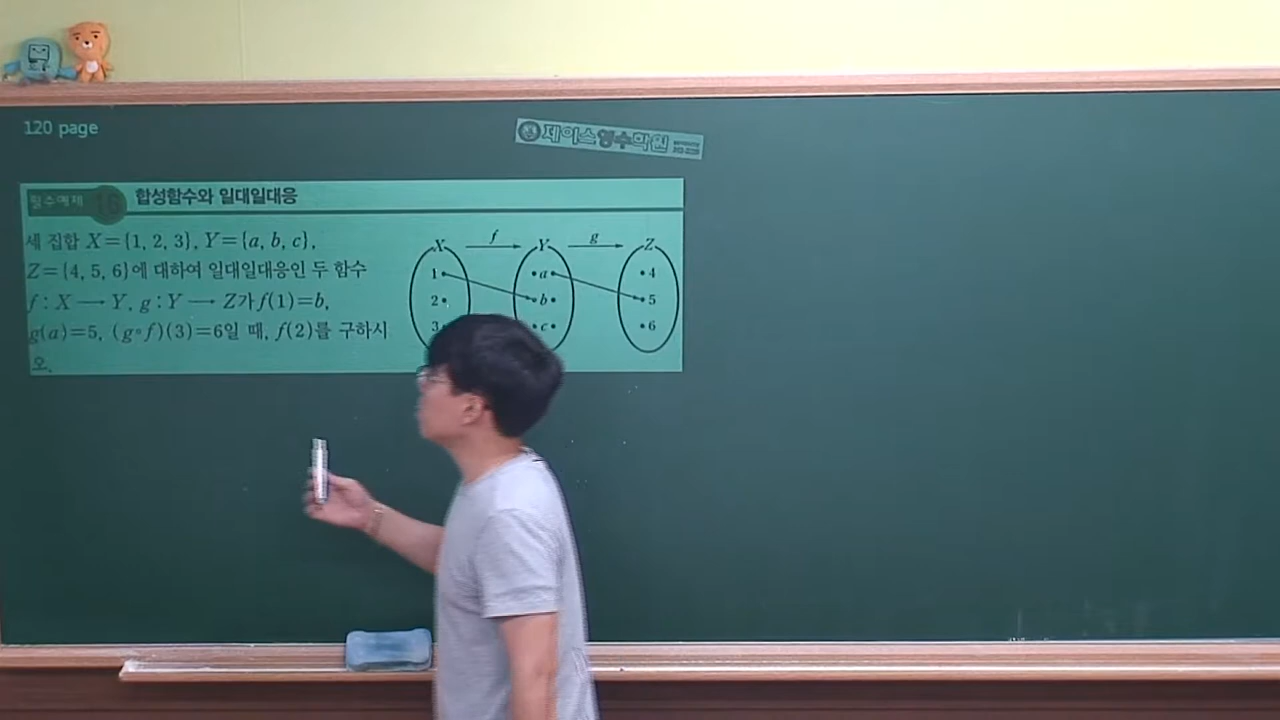 120 page
제이스영수학원
필수예제 16 합성함수와 일대일대응
세 집합 X={1, 2, 3}, Y={a, b, c},
Z={4, 5, 6}에 대하여 일대일대응인 두 함수
f : X → Y, g : Y → Z가 f(1)=b,
g(a)=5, (g∘f)(3)=6일 때, f(2)를 구하시
오.
X f Y g Z
1 a 4
2 b 5
3 c 6